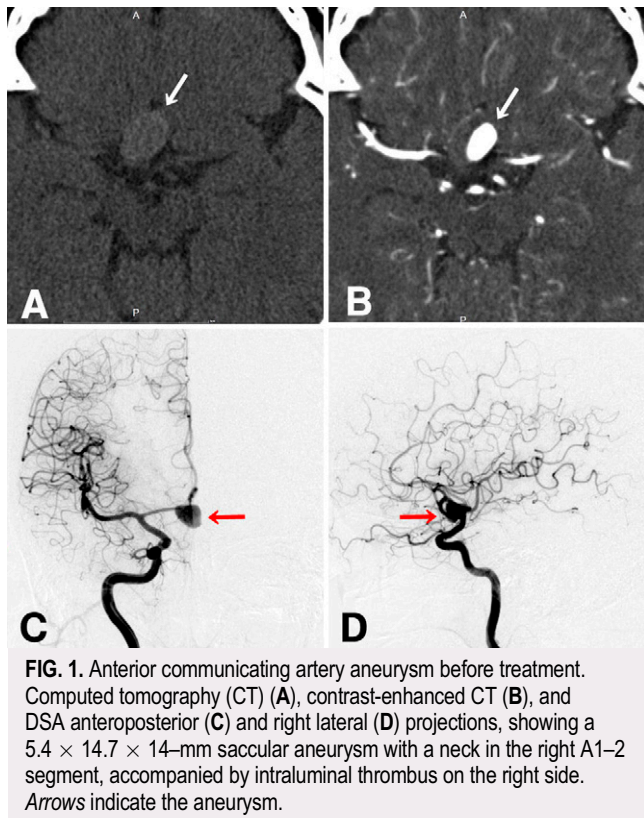 A
A
A
B
P
P
C
D
FIG. 1. Anterior communicating artery aneurysm before treatment.
Computed tomography (CT) (A), contrast-enhanced CT (B), and
DSA anteroposterior (C) and right lateral (D) projections, showing a
5.4 × 14.7 × 14–mm saccular aneurysm with a neck in the right A1–2
segment, accompanied by intraluminal thrombus on the right side.
Arrows indicate the aneurysm.